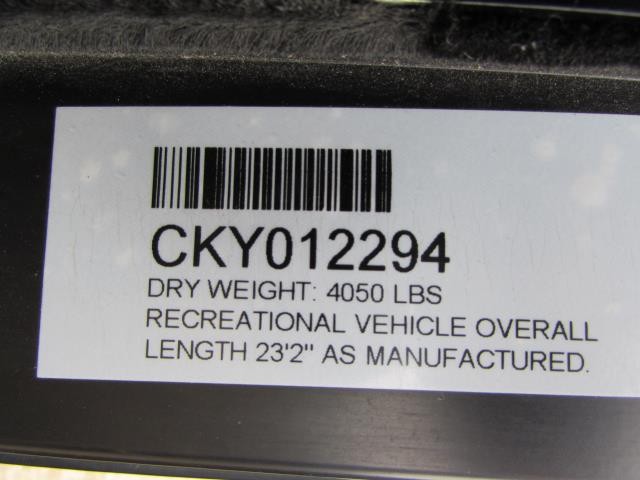 CKY012294
DRY WEIGHT: 4050 LBS
RECREATIONAL VEHICLE OVERALL
LENGTH 23'2" AS MANUFACTURED.